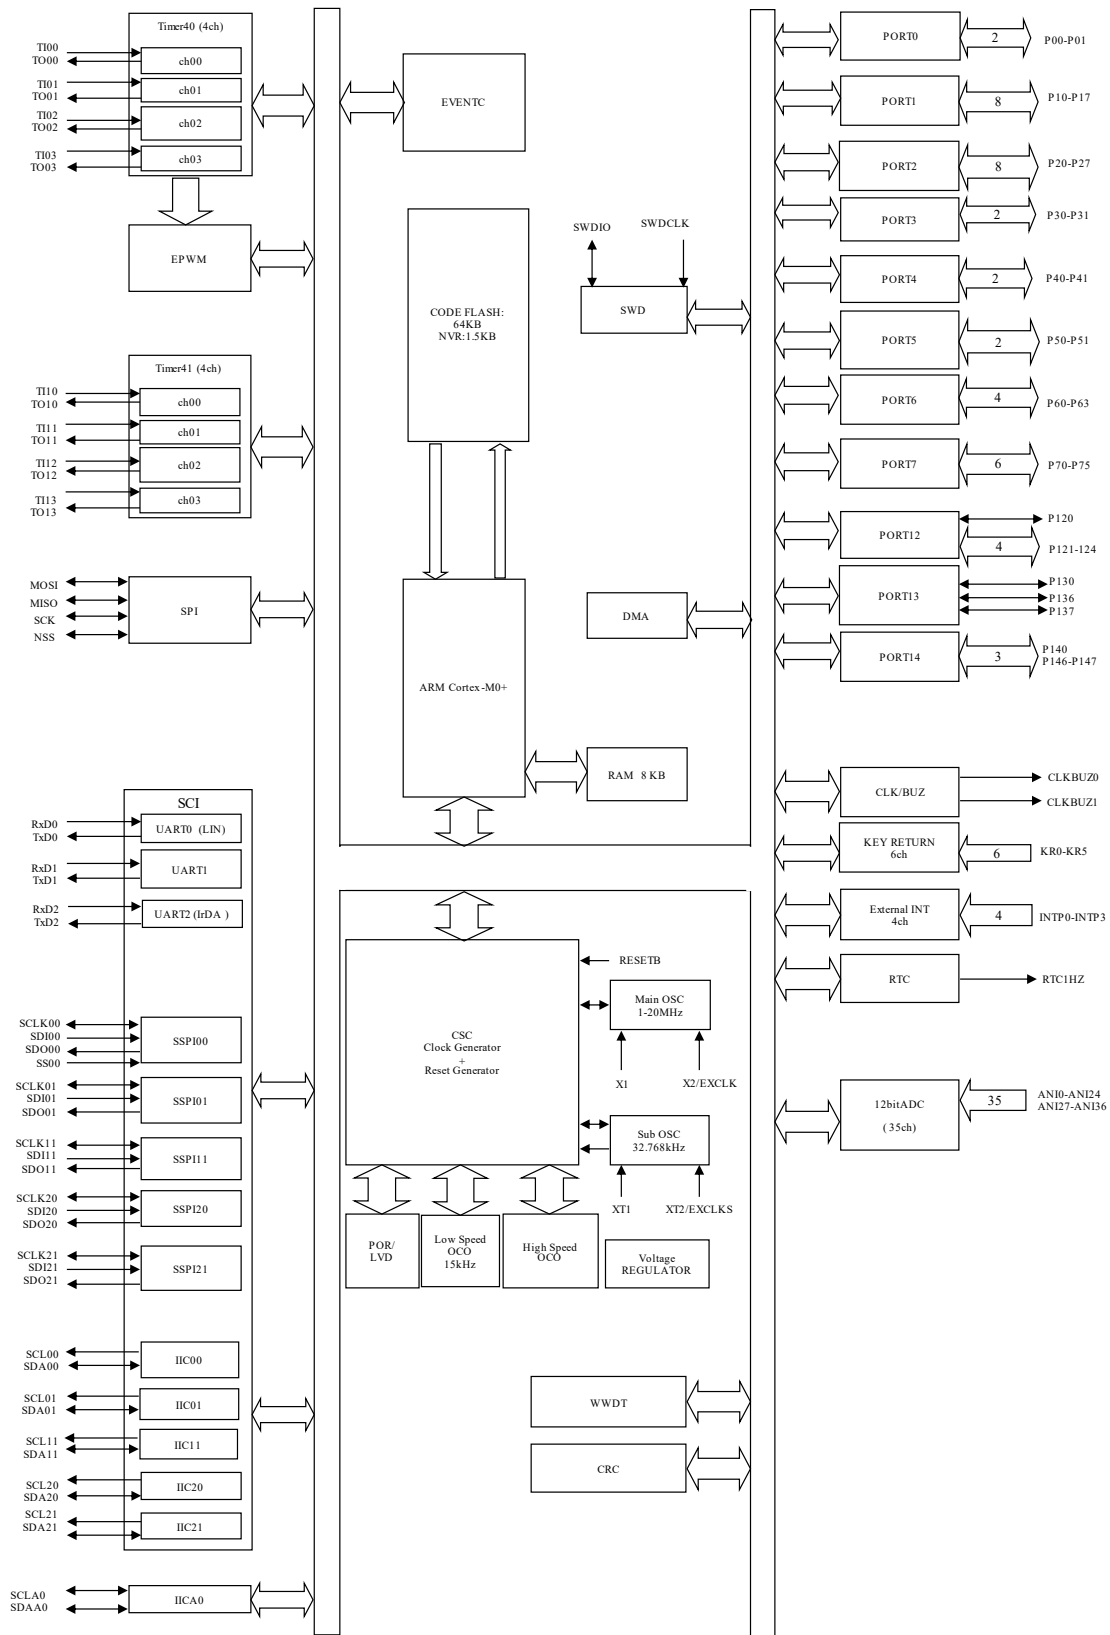 Timer40 (4ch)
TI00
TO00
ch00
TI01
TO01
ch01
TI02
TO02
ch02
TI03
TO03
ch03
EPWM
Timer41 (4ch)
TI10
TO10
ch00
TI11
TO11
ch01
TI12
TO12
ch02
TI13
TO13
ch03
MOSI
MISO
SCK
NSS
SPI
SCI
RxD0
TxD0
UART0 (LIN)
RxD1
TxD1
UART1
RxD2
TxD2
UART2 (IrDA )
SCLK00
SDI00
SDO00
SS00
SSPI00
SCLK01
SDI01
SDO01
SSPI01
SCLK11
SDI11
SDO11
SSPI11
SCLK20
SDI20
SDO20
SSPI20
SCLK21
SDI21
SDO21
SSPI21
SCL00
SDA00
IIC00
SCL01
SDA01
IIC01
SCL11
SDA11
IIC11
SCL20
SDA20
IIC20
SCL21
SDA21
IIC21
SCLA0
SDAA0
IICA0
EVENTC
CODE FLASH:
64KB
NVR:1.5KB
SWDIO
SWDCLK
SWD
ARM Cortex-M0+
DMA
RAM 8 KB
CSC
Clock Generator
+
Reset Generator
RESETB
Main OSC
1-20MHz
X1
X2/EXCLK
Sub OSC
32.768kHz
XT1
XT2/EXCLKS
POR/
LVD
Low Speed
OCO
15kHz
High Speed
OCO
Voltage
REGULATOR
WWDT
CRC
PORT0
2
P00-P01
PORT1
8
P10-P17
PORT2
8
P20-P27
PORT3
2
P30-P31
PORT4
2
P40-P41
PORT5
2
P50-P51
PORT6
4
P60-P63
PORT7
6
P70-P75
PORT12
P120
4
P121-124
PORT13
P130
P136
P137
PORT14
3
P140
P146-P147
CLK/BUZ
CLKBUZ0
CLKBUZ1
KEY RETURN
6ch
6
KR0-KR5
External INT
4ch
4
INTP0-INTP3
RTC
RTC1HZ
12bitADC
(35ch)
35
ANI0-ANI24
ANI27-ANI36